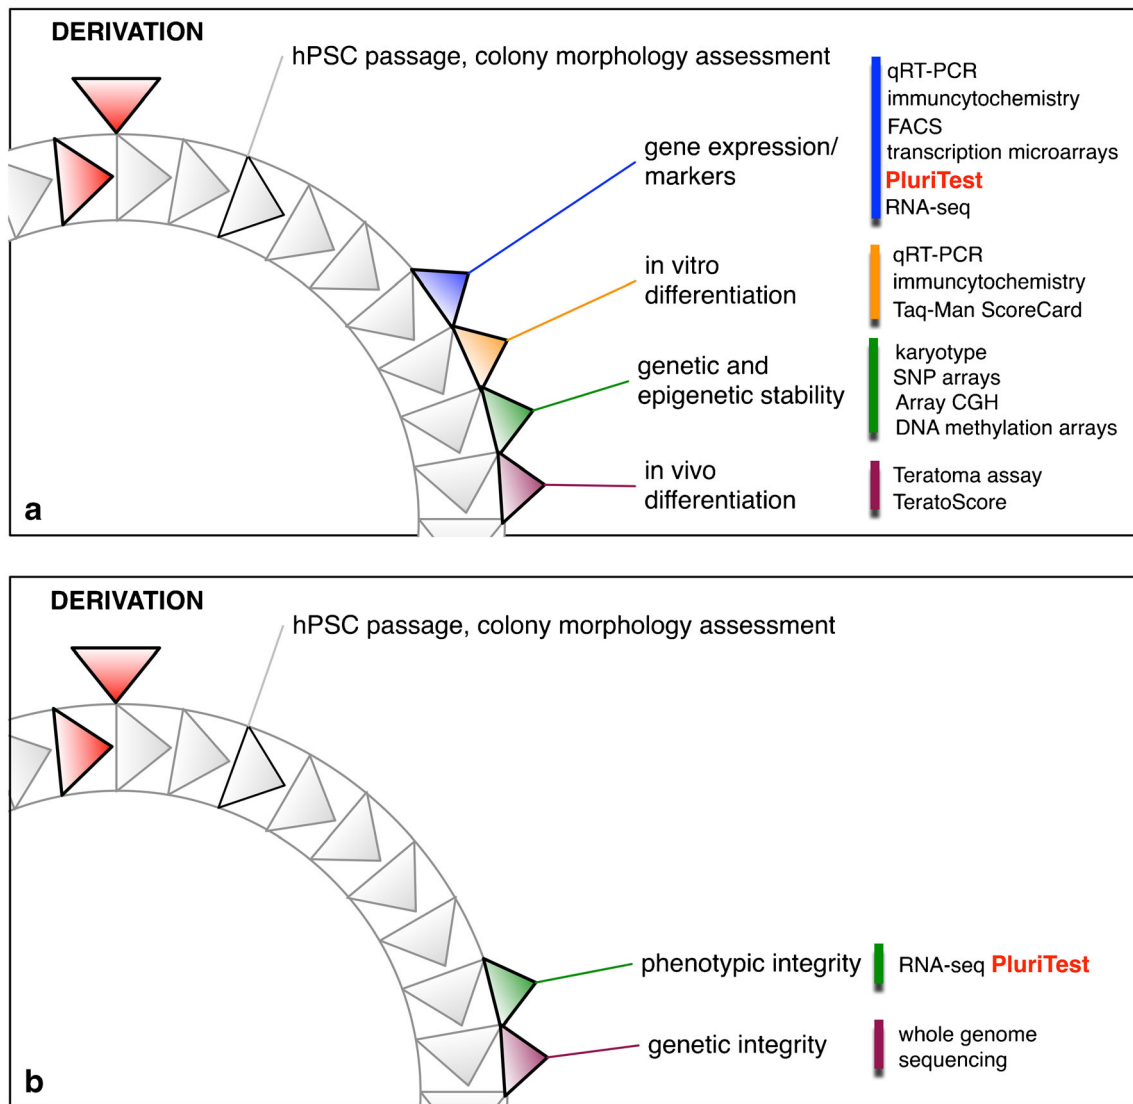 DERIVATION
hPSC passage, colony morphology assessment
gene expression/
markers
qRT-PCR
immuncytochemistry
FACS
transcription microarrays
PluriTest
RNA-seq
in vitro
differentiation
qRT-PCR
immuncytochemistry
Taq-Man ScoreCard
genetic and
epigenetic stability
karyotype
SNP arrays
Array CGH
DNA methylation arrays
in vivo
differentiation
Teratoma assay
TeratoScore
a
DERIVATION
hPSC passage, colony morphology assessment
phenotypic integrity
RNA-seq PluriTest
genetic integrity
whole genome
sequencing
b